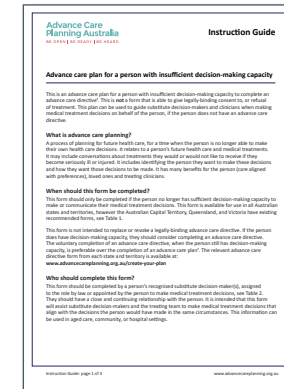 Advance Care
Planning Australia
BE OPEN | BE READY | BE HEARD
Instruction Guide
Advance care plan for a person with insufficient decision-making capacity
This is an advance care plan for a person with insufficient decision-making capacity to complete an
advance care directive¹. This is not a form that is able to give legally-binding consent to, or refusal
of treatment. This plan can be used to guide substitute decision-makers and clinicians when making
medical treatment decisions on behalf of the person, if the person does not have an advance care
directive.
What is advance care planning?
A process of planning for future health care, for a time when the person is no longer able to make
their own health care decisions. It relates to a person's future health care and medical treatments.
It may include conversations about treatments they would or would not like to receive if they
become seriously ill or injured. It includes identifying the person they want to make these decisions
and how they want those decisions to be made. It has many benefits for the person (care aligned
with preferences), loved ones and treating clinicians.
When should this form be completed?
This form should only be completed if the person no longer has sufficient decision-making capacity to
make or communicate their medical treatment decisions. This form is available for use in all Australian
states and territories, however the Australian Capital Territory, Queensland, and Victoria have existing
recommended forms, see Table 1.
This form is not intended to replace or revoke a legally-binding advance care directive. If the person
does have decision-making capacity, they should consider completing an advance care directive.
The voluntary completion of an advance care directive, when the person still has decision-making
capacity, is preferable over the completion of an advance care plan¹. The relevant advance care
directive form from each state and territory is available at:
www.advancecareplanning.org.au/create-your-plan
Who should complete this form?
This form should be completed by a person's recognised substitute decision-maker(s), assigned
to the role by law or appointed by the person to make medical treatment decisions, see Table 2.
They should have a close and continuing relationship with the person. It is intended that this form
will assist substitute decision-makers and the treating team to make medical treatment decisions that
align with the decisions the person would have made in the same circumstances. This information can
be used in aged care, community, or hospital settings.
Instruction Guide: page 1 of 3
www.advancecareplanning.org.au